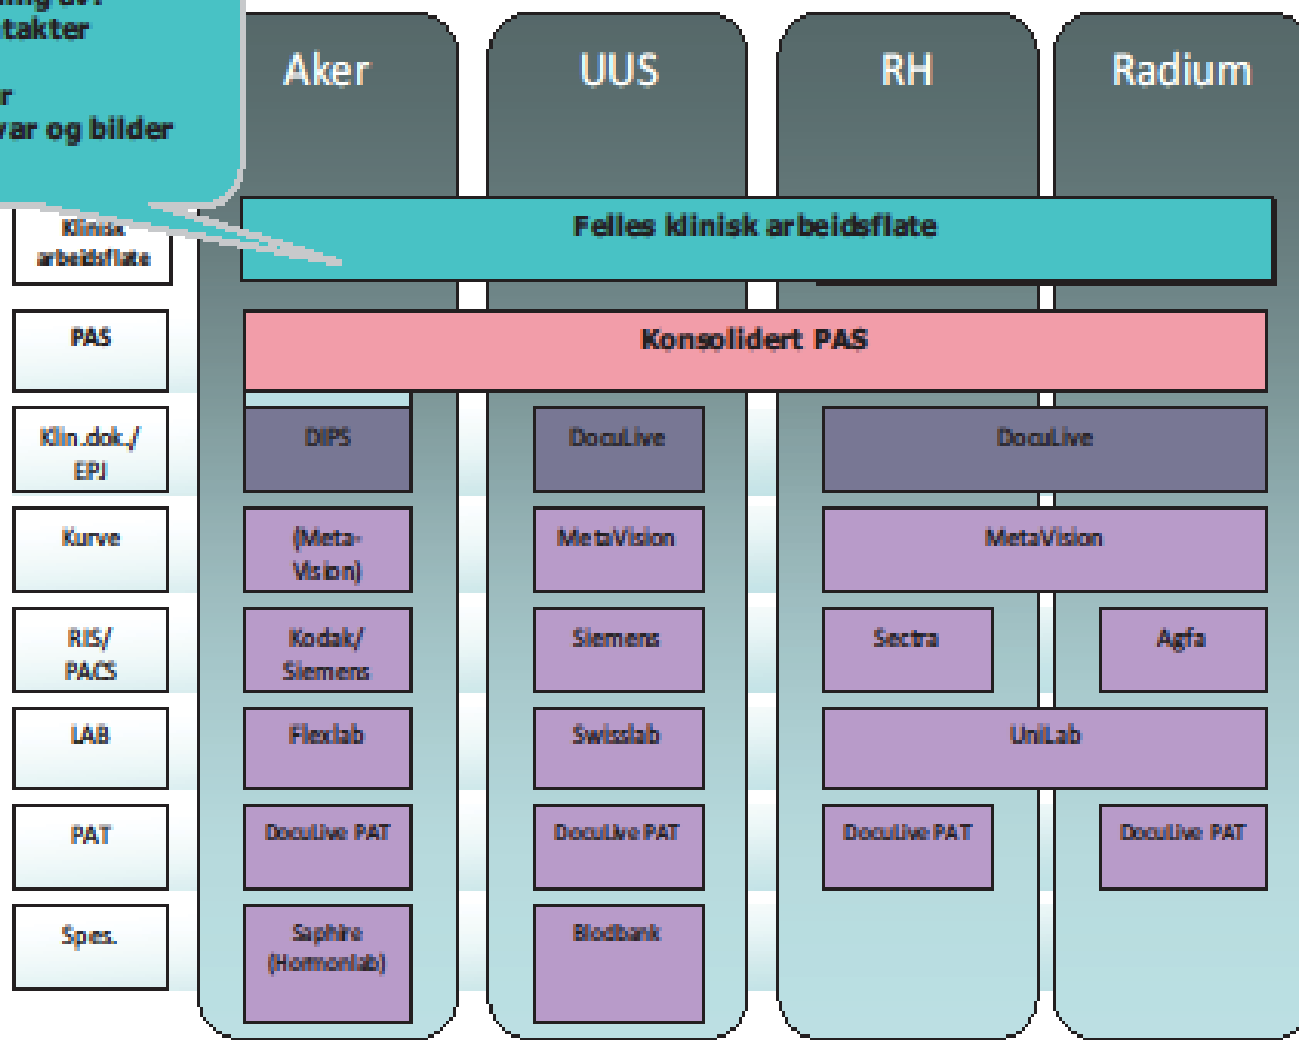 takter
r
var og bilder
Aker
UUS
RH
Radium
Klinisk
arbeidsflate
Felles klinisk arbeidsflate
PAS
Konsolidert PAS
Klin.dok./
EPJ
DIPS
DocuLive
DocuLive
Kurve
(Meta-
Vision)
MetaVision
MetaVision
RIS/
PACS
Kodak/
Siemens
Siemens
Sectra
Agfa
LAB
Flexlab
Swisslab
UniLab
PAT
DocuLive PAT
DocuLive PAT
DocuLive PAT
DocuLive PAT
Spes.
Saphire
(Hormonlab)
Blodbank